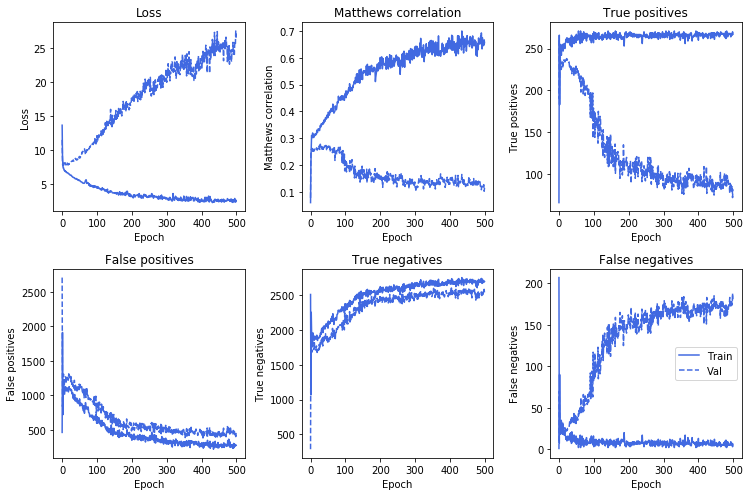 Loss
Matthews correlation
True positives
Loss
25
20
15
10
5
0 100 200 300 400 500
Epoch
Matthews correlation
0.7
0.6
0.5
0.4
0.3
0.2
0.1
0 100 200 300 400 500
Epoch
True positives
250
200
150
100
0 100 200 300 400 500
Epoch
False positives
True negatives
False negatives
False positives
2500
2000
1500
1000
500
0 100 200 300 400 500
Epoch
True negatives
2500
2000
1500
1000
500
0 100 200 300 400 500
Epoch
False negatives
200
150
100
50
0
0 100 200 300 400 500
Epoch
Train
Val